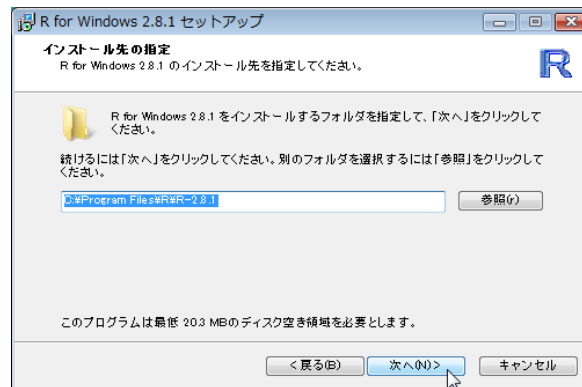 R for Windows 2.8.1 セットアップ
インストール先の指定
R for Windows 2.8.1 のインストール先を指定してください。
R
R for Windows 2.8.1 をインストールするフォルダを指定して、「次へ」をクリックして
ください。
続けるには「次へ」をクリックしてください。別のフォルダを選択するには「参照」をクリックして
ください。
C:¥Program Files¥R¥R-2.8.1
参照(r)
このプログラムは最低 20.3 MBのディスク空き領域を必要とします。
<戻る(B)
次へ(N)>
キャンセル